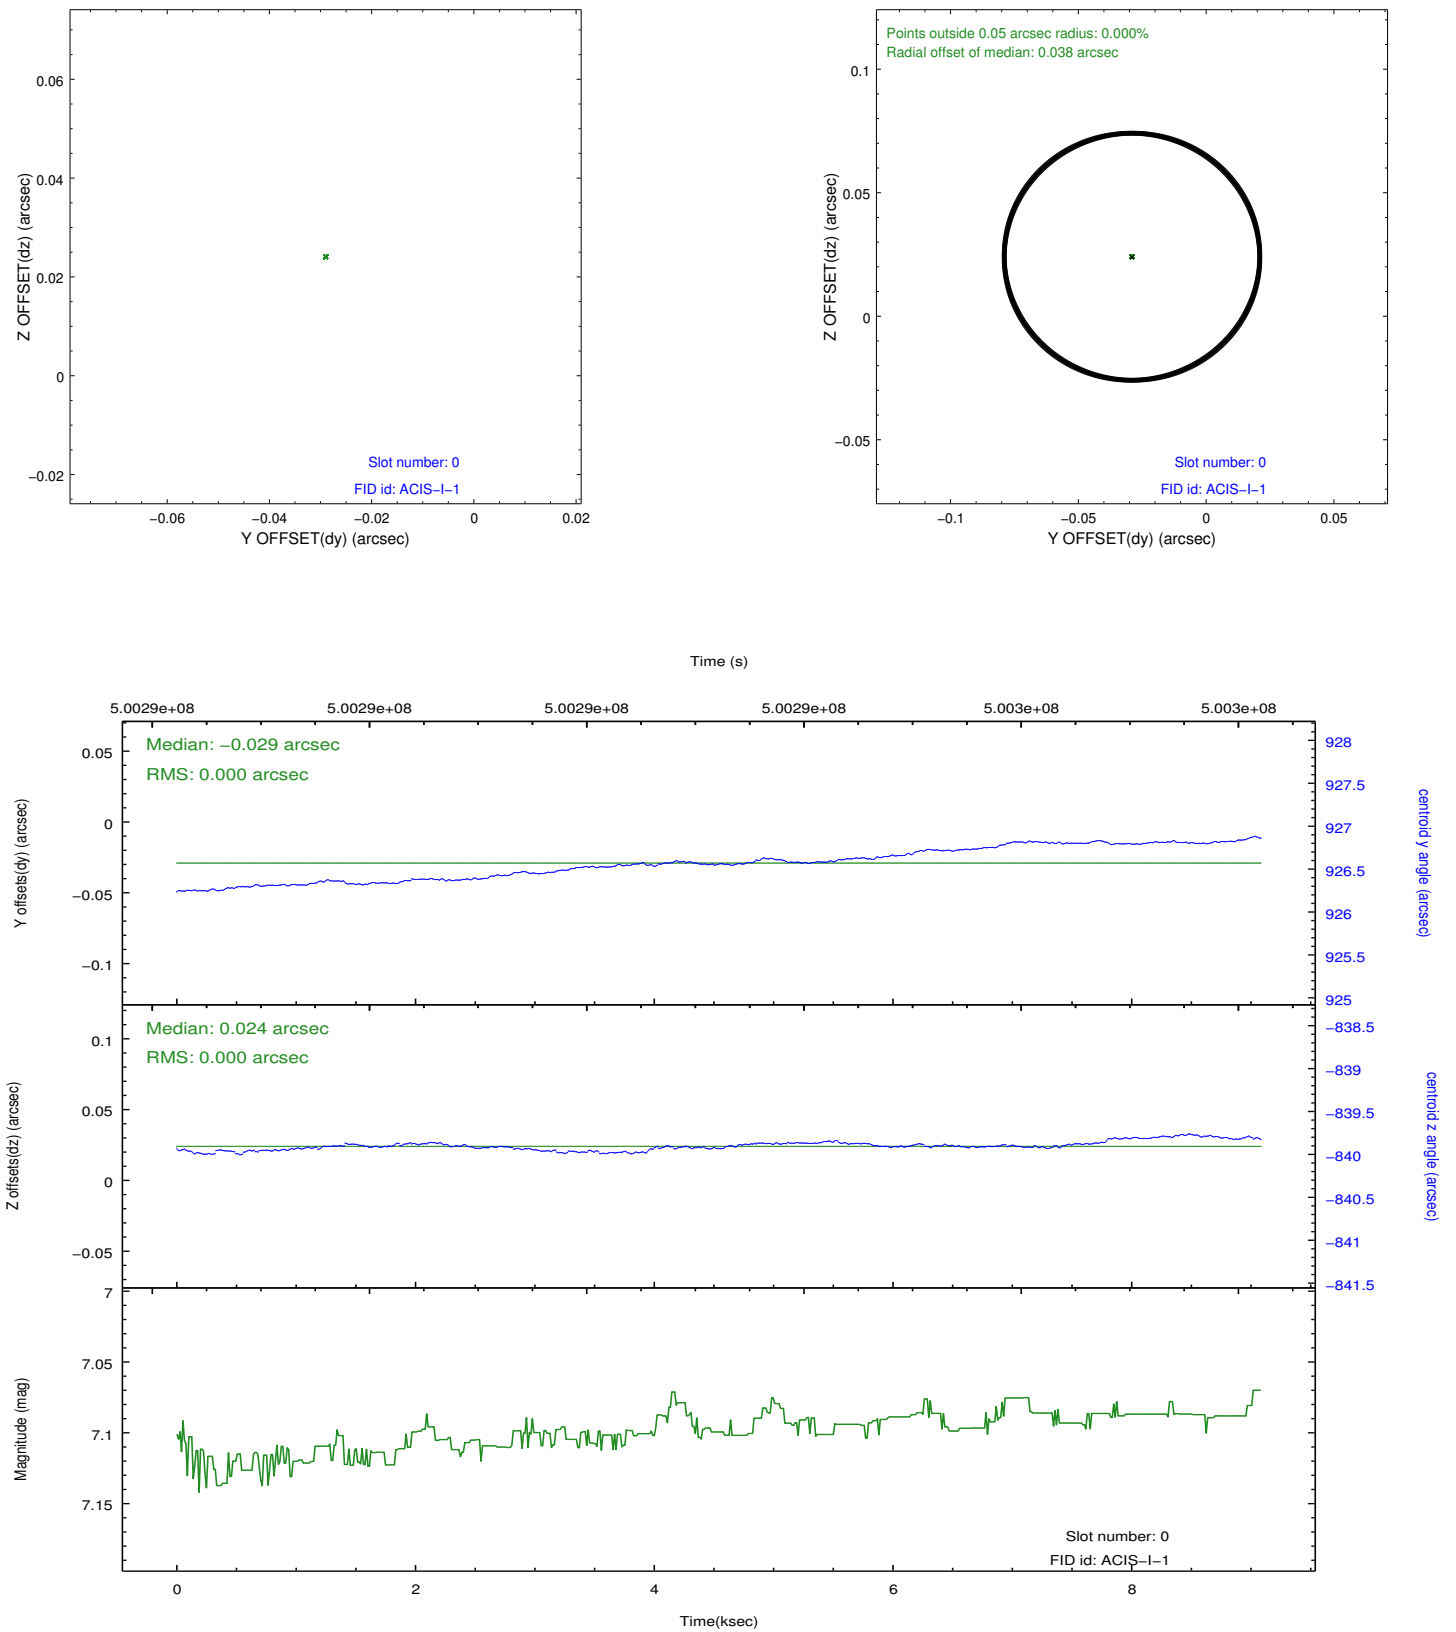 0.06
0.04
0.02
0
−0.02
Z OFFSET(dz) (arcsec)
Slot number: 0
FID id: ACIS−I−1
−0.06
−0.04
−0.02
0
0.02
Y OFFSET(dy) (arcsec)
Points outside 0.05 arcsec radius: 0.000%
Radial offset of median: 0.038 arcsec
0.1
0.05
0
−0.05
Z OFFSET(dz) (arcsec)
Slot number: 0
FID id: ACIS−I−1
−0.1
−0.05
0
0.05
Y OFFSET(dy) (arcsec)
Time (s)
5.0029e+08
5.0029e+08
5.0029e+08
5.0029e+08
5.003e+08
5.003e+08
Median: −0.029 arcsec
RMS: 0.000 arcsec
0.05
0
−0.05
−0.1
Y offsets(dy) (arcsec)
928
927.5
927
926.5
926
925.5
925
centroid y angle (arcsec)
Median: 0.024 arcsec
RMS: 0.000 arcsec
0.1
0.05
0
−0.05
Z offsets(dz) (arcsec)
−838.5
−839
−839.5
−840
−840.5
−841
−841.5
centroid z angle (arcsec)
7
7.05
7.1
7.15
Magnitude (mag)
Slot number: 0
FID id: ACIS−I−1
0
2
4
6
8
Time(ksec)